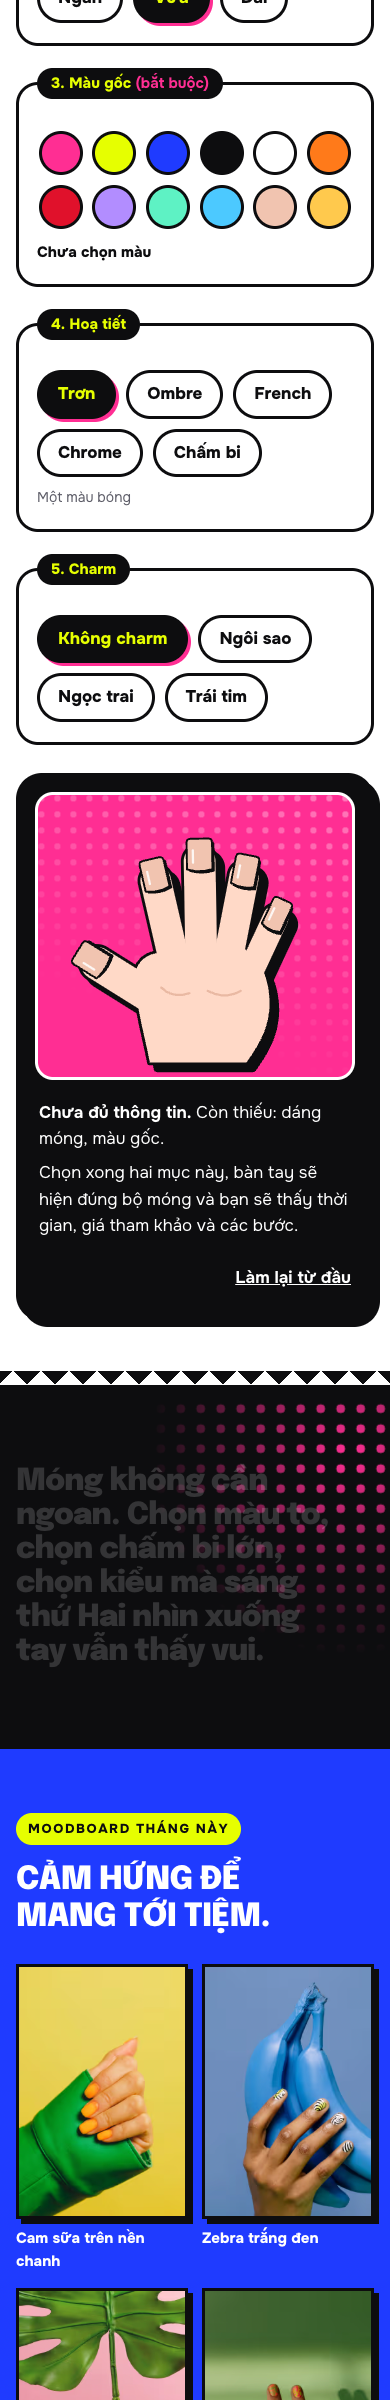 Ngắn Vừa Dài
3. Màu gốc (bắt buộc)
Chưa chọn màu
4. Hoạ tiết
Trơn Ombre French
Chrome Chấm bi
Một màu bóng
5. Charm
Không charm Ngôi sao
Ngọc trai Trái tim
Chưa đủ thông tin. Còn thiếu: dáng
móng, màu gốc.
Chọn xong hai mục này, bàn tay sẽ
hiện đúng bộ móng và bạn sẽ thấy thời
gian, giá tham khảo và các bước.
Làm lại từ đầu
Móng không cần
ngoan. Chọn màu to,
chọn chấm bi lớn,
chọn kiểu mà sáng
thứ Hai nhìn xuống
tay vẫn thấy vui.
MOODBOARD THÁNG NÀY
CẢM HỨNG ĐỂ
MANG TỚI TIỆM.
Cam sữa trên nền
chanh
Zebra trắng đen